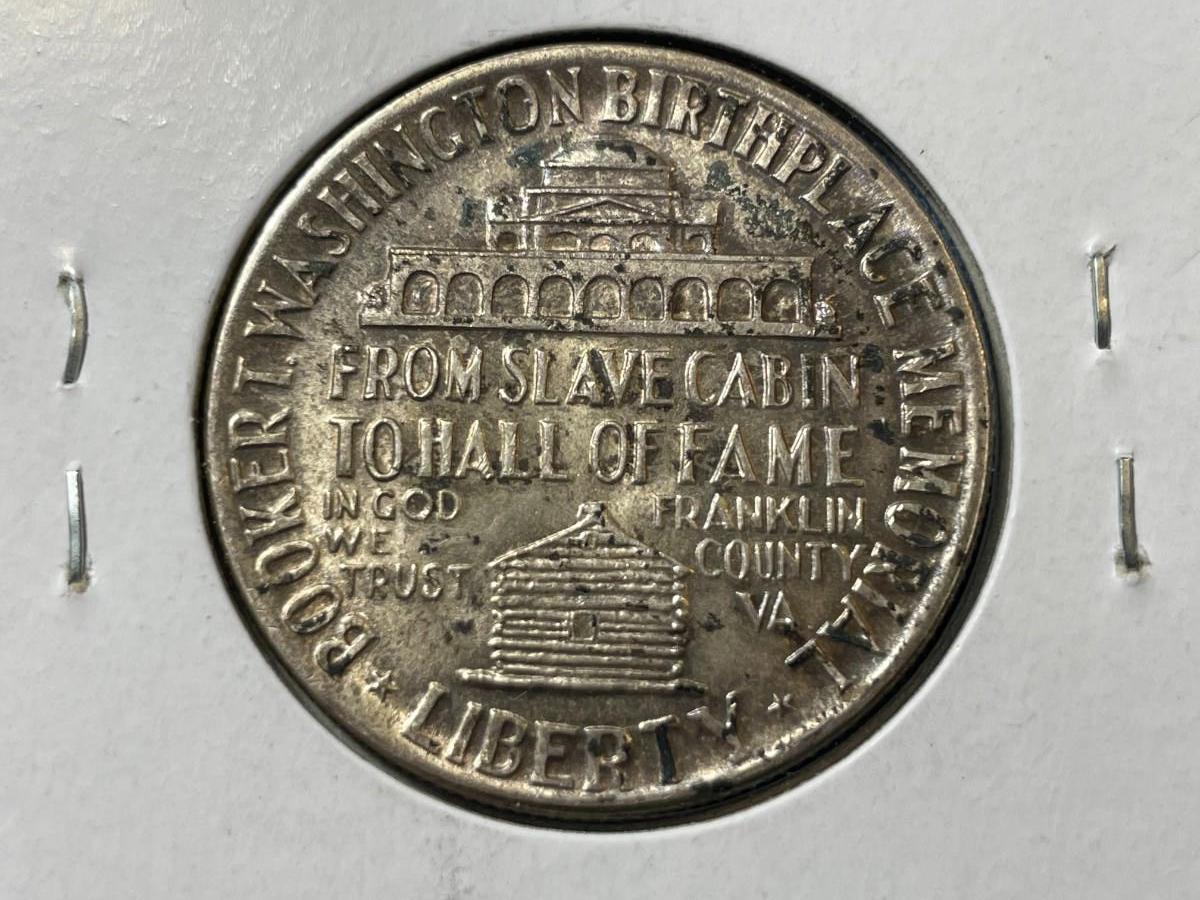 BOOKER T. WASHINGTON BIRTHPLACE MEMORIAL
FROM SLAVE CABIN
TO HALL OF FAME
IN GOD
WE
TRUST
FRANKLIN
COUNTY
VA
LIBERTY